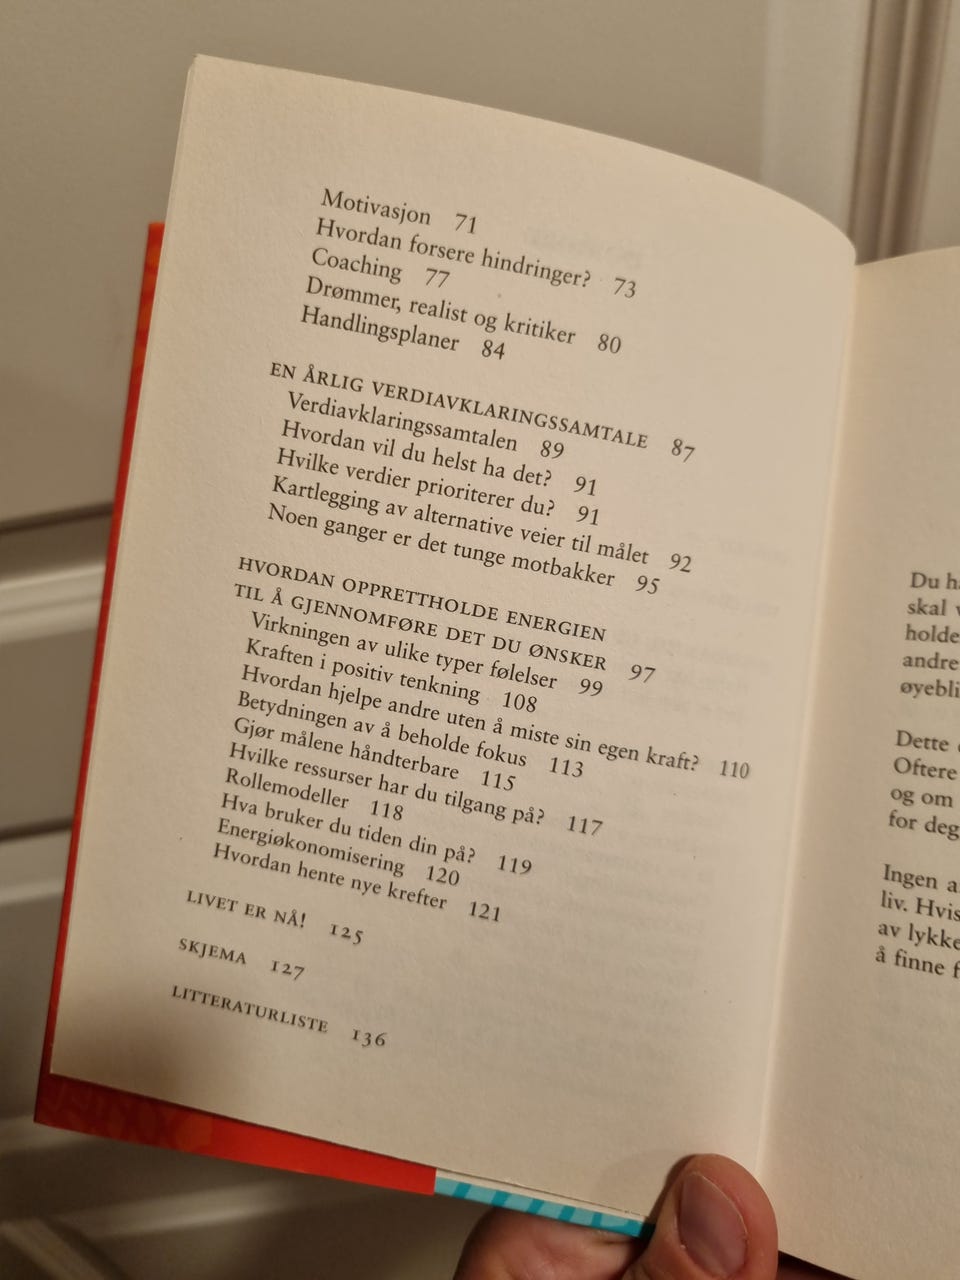 Motivasjon 71
Hvordan forsere hindringer? 73
Coaching 77
Drømmer, realist og kritiker 80
Handlingsplaner 84
EN ÅRLIG VERDIAVKLARINGSSAMTALE 87
Verdiavklaringssamtalen 89
Hvordan vil du helst ha det? 91
Hvilke verdier prioriterer du? 91
Kartlegging av alternative veier til målet 92
Noen ganger er det tunge motbakker 95
HVORDAN OPPRETTHOLDE ENERGIEN
TIL Å GJENNOMFØRE DET DU ØNSKER 97
Virkningen av ulike typer følelser 99
Kraften i positiv tenkning 108
Hvordan hjelpe andre uten å miste sin egen kraft? 110
Betydningen av å beholde fokus 113
Gjør målene håndterbare 115
Hvilke ressurser har du tilgang på? 117
Rollemodeller 118
Hva bruker du tiden din på? 119
Energiøkonomisering 120
Hvordan hente nye krefter 121
LIVET ER NÅ! 125
SKJEMA 127
LITTERATURLISTE 136
Du
skal
holde
andre
øyebli
Dette
Oftere
og om
for deg
Ingen
liv. Hvis
av lykke
å finne